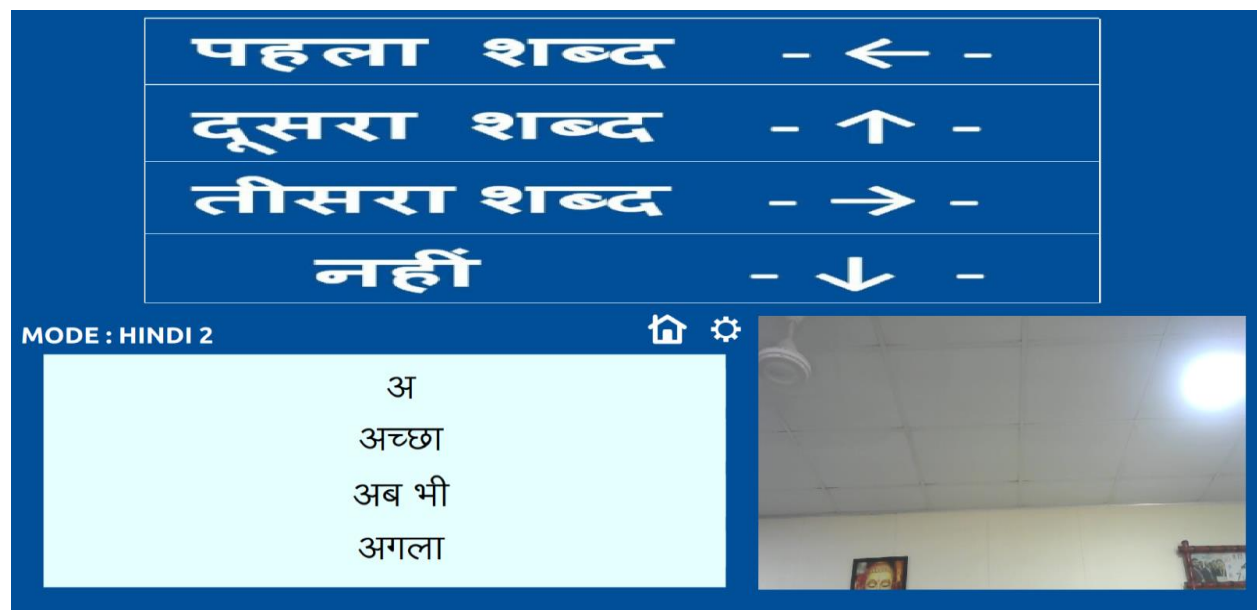 पहला शब्द - ← -
दूसरा शब्द - ↑ -
तीसरा शब्द - → -
नहीं - ↓ -
MODE : HINDI 2
अ
अच्छा
अब भी
अगला